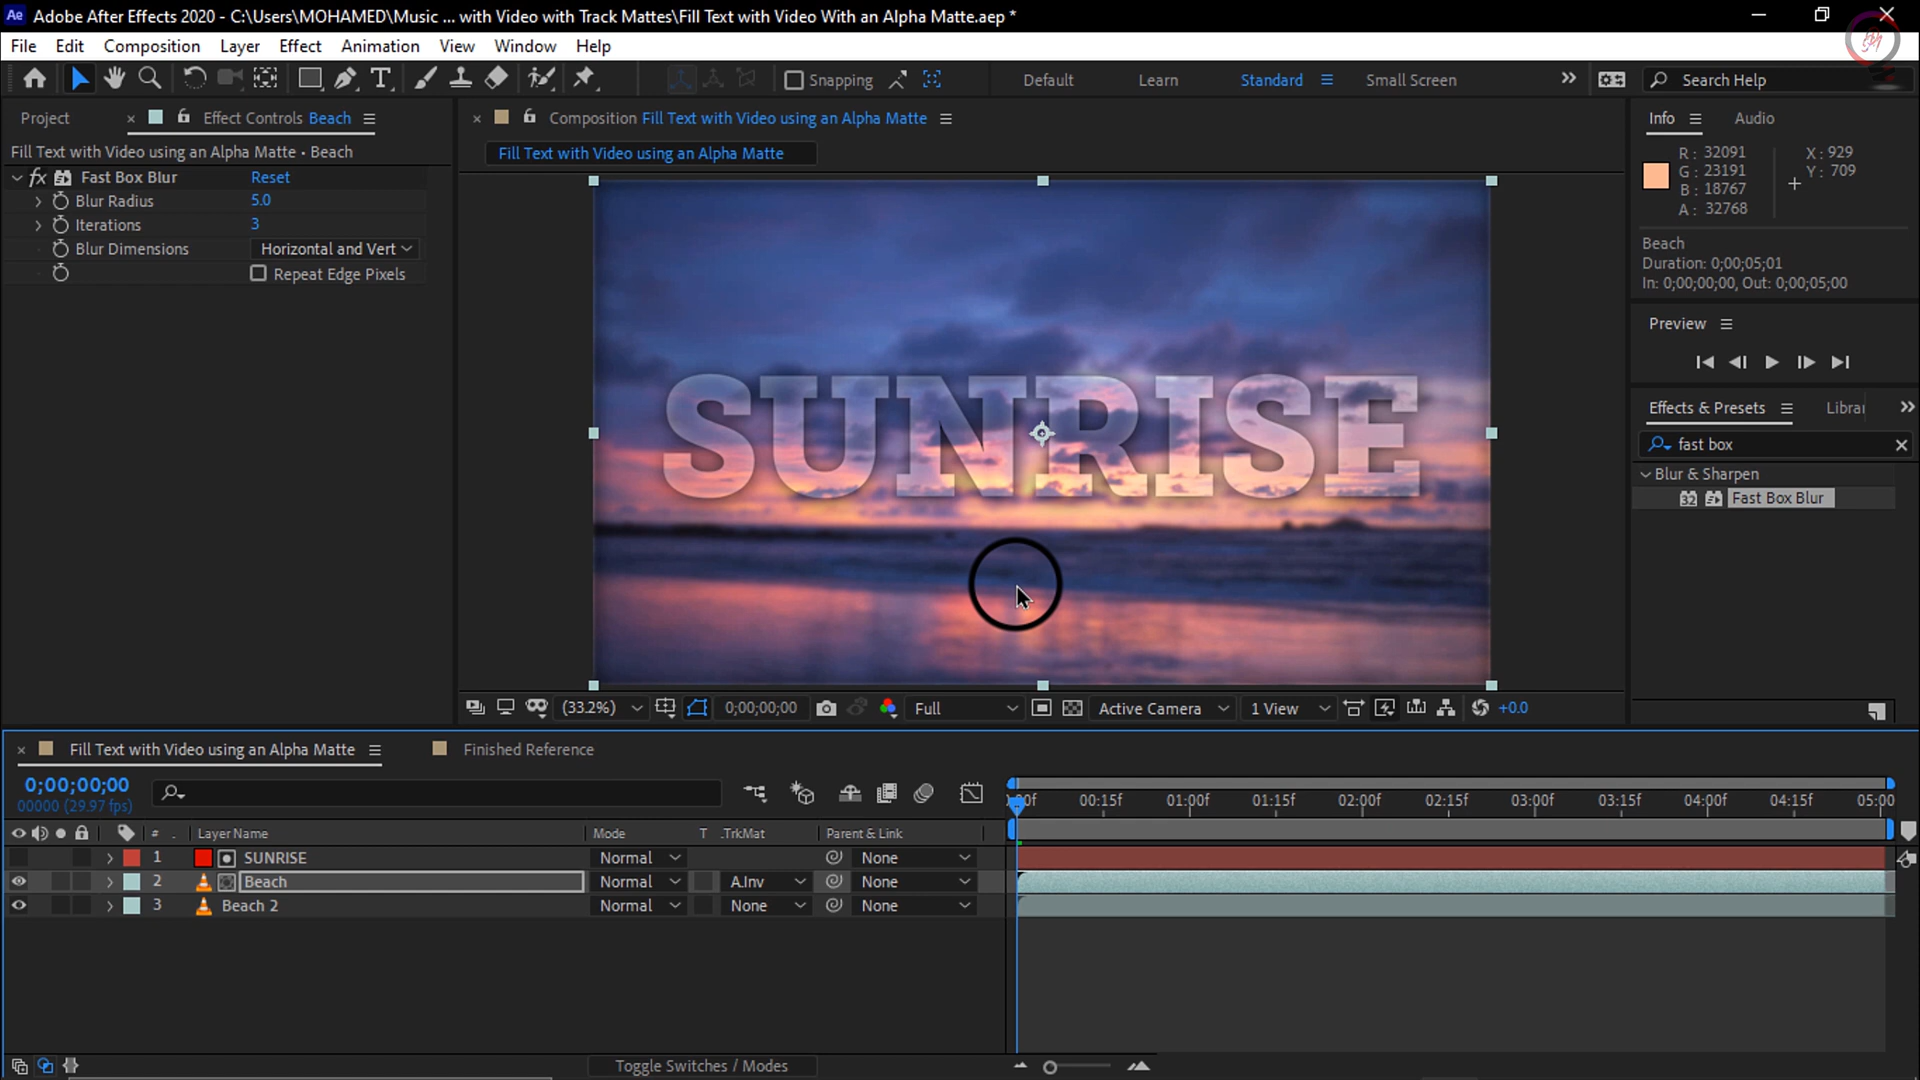 Ae Adobe After Effects 2020 - C:\Users\MOHAMED\Music ... with Video with Track Mattes\Fill Text with Video With an Alpha Matte.aep *
File Edit Composition Layer Effect Animation View Window Help
T Snapping Default Learn Standard Small Screen Search Help
Project Effect Controls Beach
Composition Fill Text with Video using an Alpha Matte
Info Audio
Fill Text with Video using an Alpha Matte • Beach
Fill Text with Video using an Alpha Matte
R: 32091 X: 929
G: 23191 Y: 709
B: 18767
A: 32768
fx Fast Box Blur Reset
Blur Radius 5.0
Iterations 3
Blur Dimensions Horizontal and Vert
Repeat Edge Pixels
Beach
Duration: 0;00;05;01
In: 0;00;00;00, Out: 0;00;05;00
Preview
Effects & Presets Librar
fast box
Blur & Sharpen
32 Fast Box Blur
SUNRISE
(33.2%) 0;00;00;00 Full Active Camera 1 View +0.0
Fill Text with Video using an Alpha Matte Finished Reference
0;00;00;00
00000 (29.97 fps)
:00f 00:15f 01:00f 01:15f 02:00f 02:15f 03:00f 03:15f 04:00f 04:15f 05:00
# . Layer Name Mode T .TrkMat Parent & Link
1 SUNRISE Normal None
2 Beach Normal A.Inv None
3 Beach 2 Normal None None
Toggle Switches / Modes